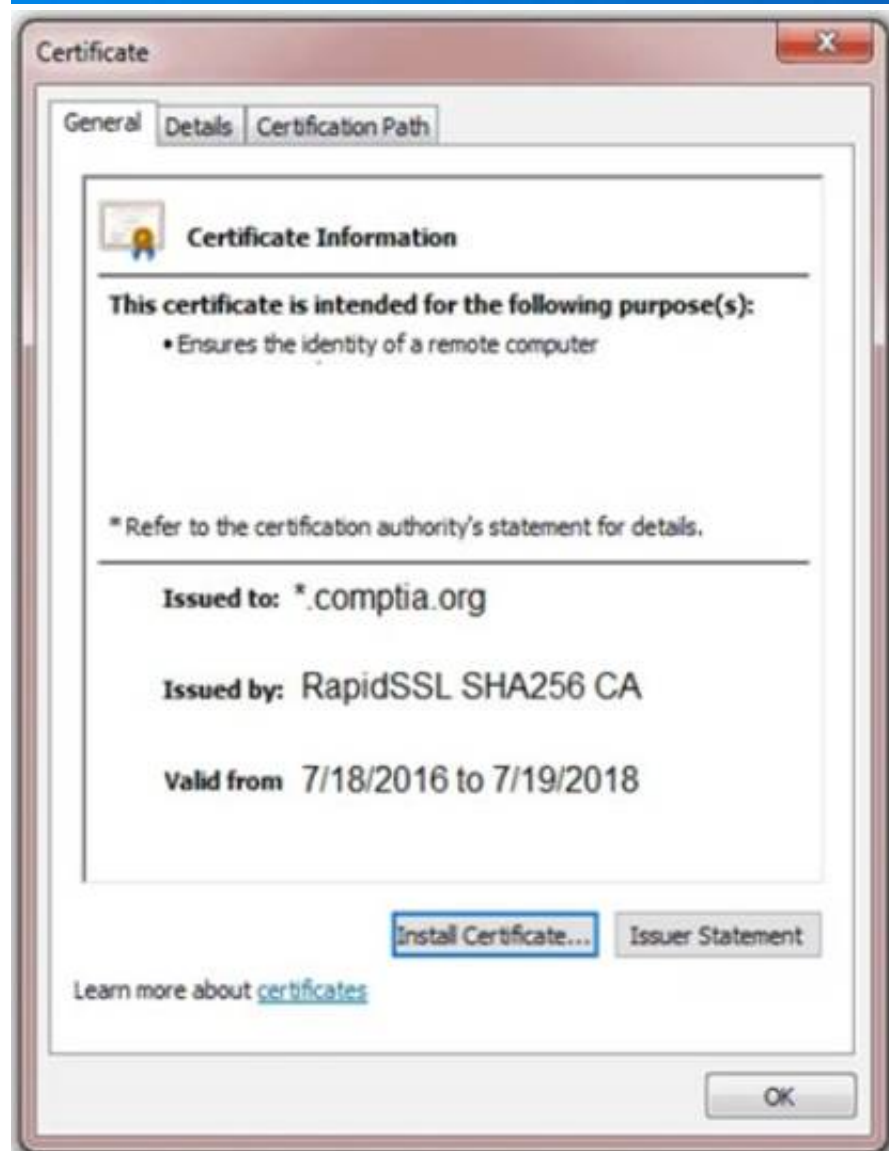 Certificate
General Details Certification Path
Certificate Information
This certificate is intended for the following purpose(s):
• Ensures the identity of a remote computer
* Refer to the certification authority's statement for details.
Issued to: *.comptia.org
Issued by: RapidSSL SHA256 CA
Valid from 7/18/2016 to 7/19/2018
Install Certificate... Issuer Statement
Learn more about certificates
OK